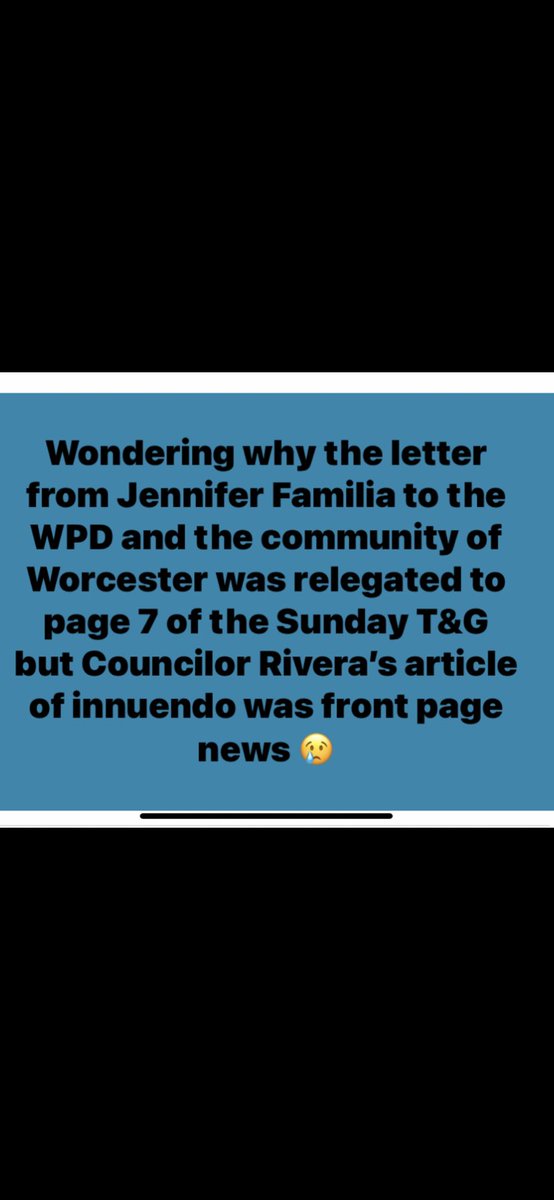 Wondering why the letter
from Jennifer Familia to the
WPD and the community of
Worcester was relegated to
page 7 of the Sunday T&G
but Councilor Rivera’s article
of innuendo was front page
news 😢